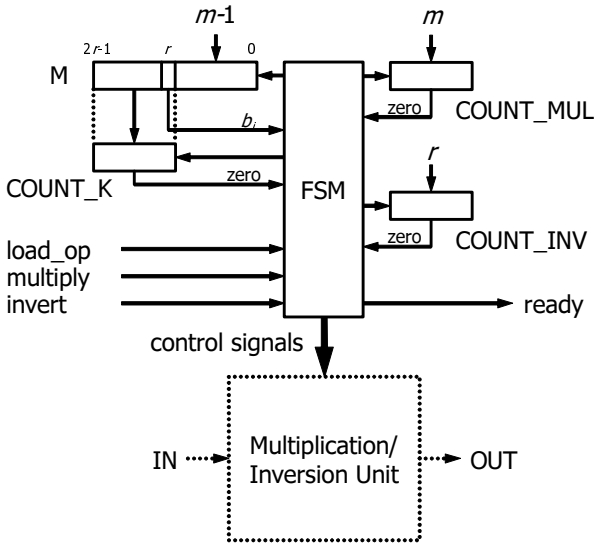 m-1
m
2r-1
r
0
M
zero
COUNT_MUL
b_i
r
COUNT_K
zero
FSM
zero
COUNT_INV
load_op
multiply
invert
ready
control signals
IN
Multiplication/
Inversion Unit
OUT